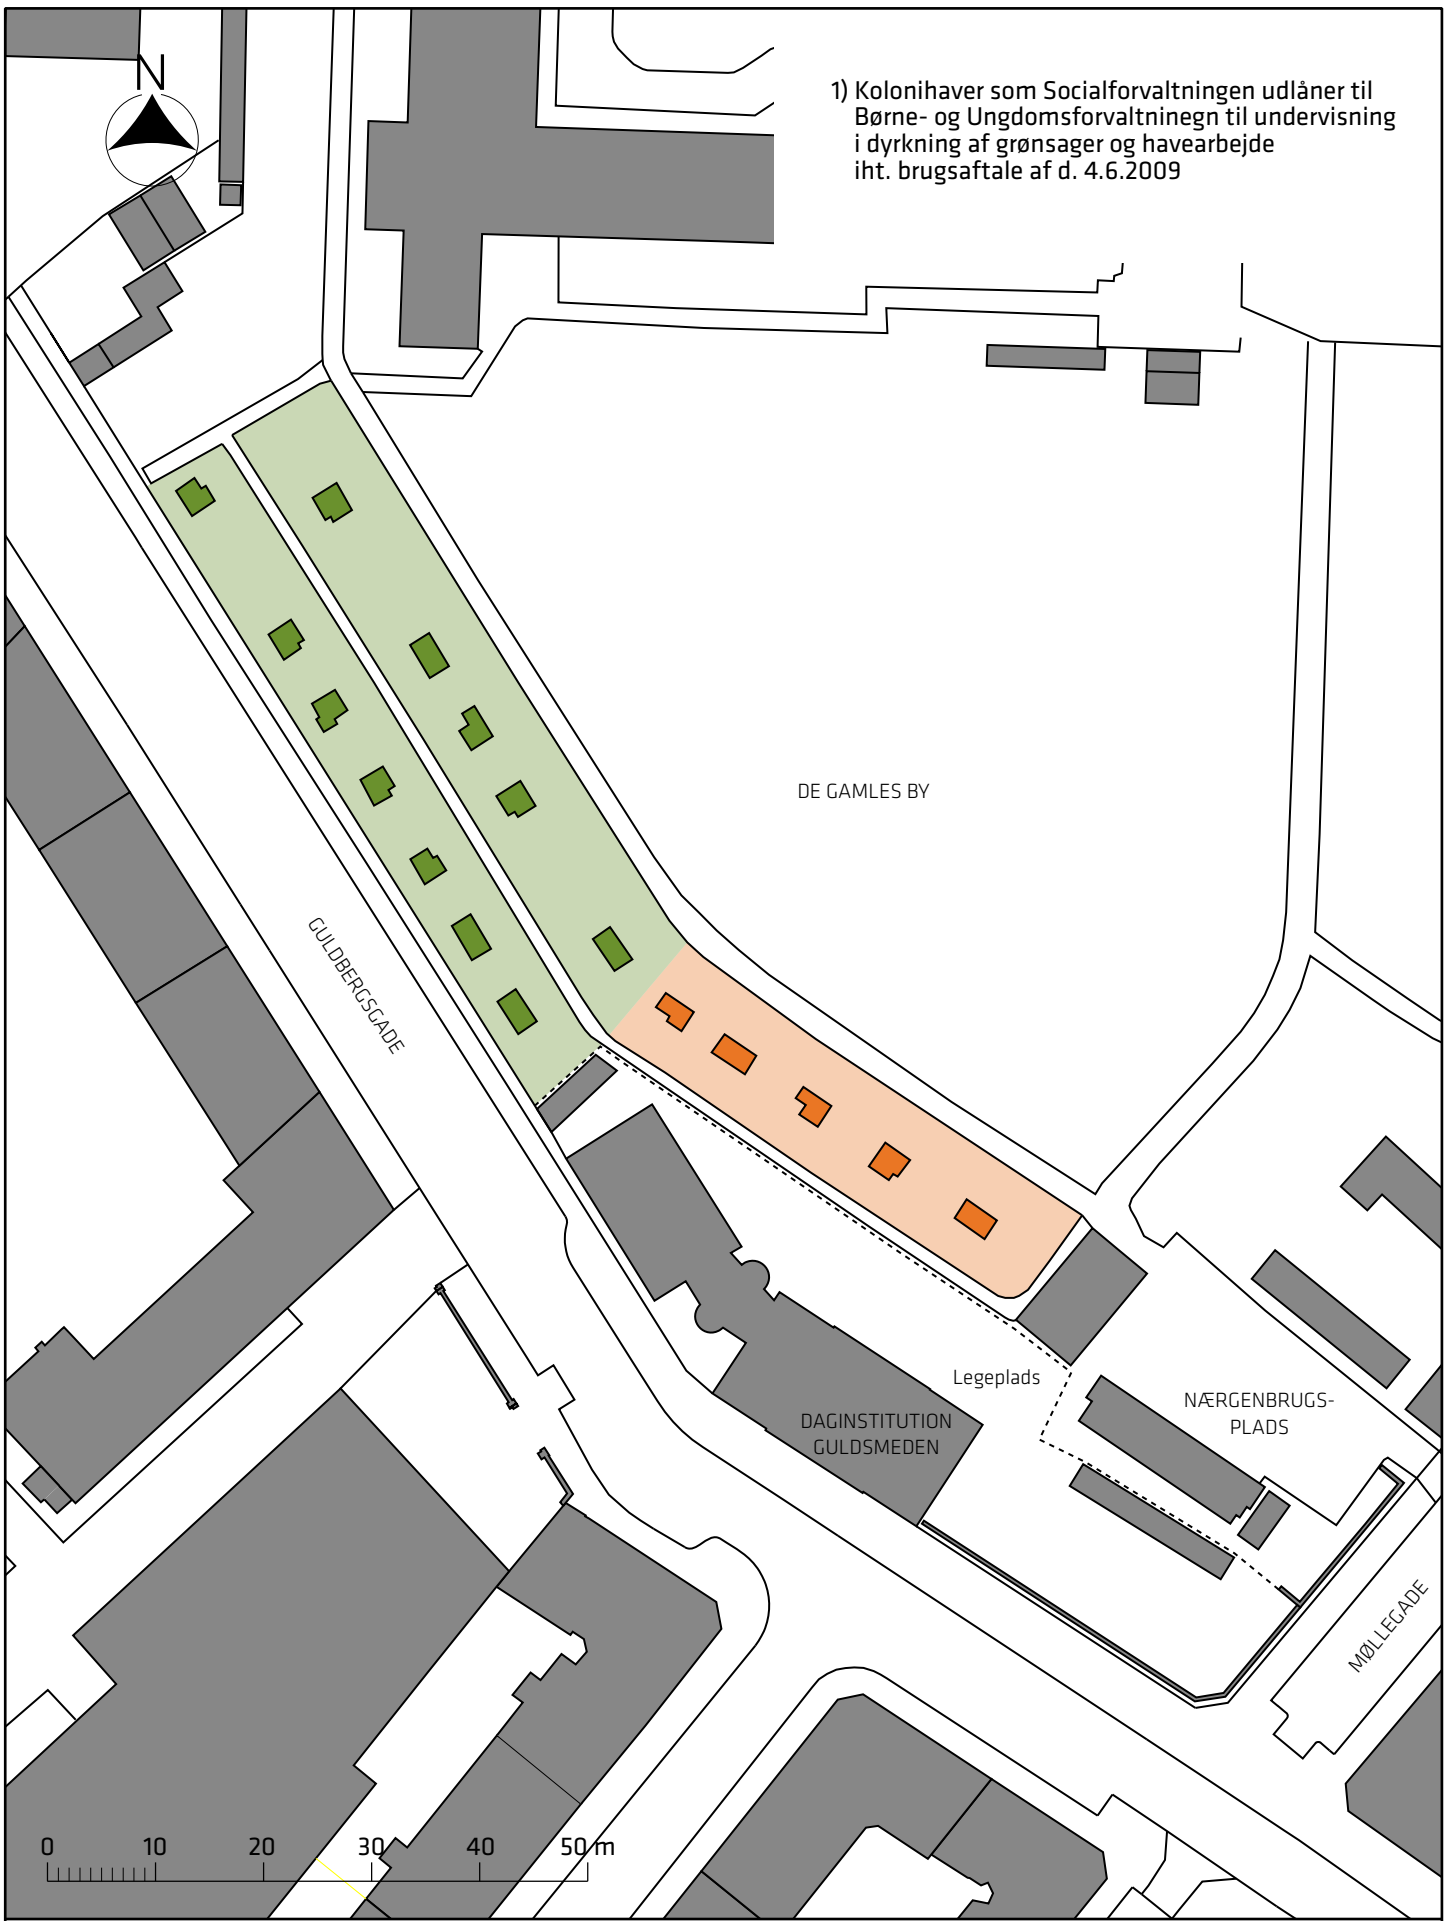 N
1) Kolonihaver som Socialforvaltningen udlåner til
Børne- og Ungdomsforvaltninegn til undervisning
i dyrkning af grønsager og havearbejde
iht. brugsaftale af d. 4.6.2009
DE GAMLES BY
GULDBERGSGADE
Legeplads
DAGINSTITUTION
GULDSMEDEN
NÆRGENBRUGS-
PLADS
MØLLEGADE
0 10 20 30 40 50 m